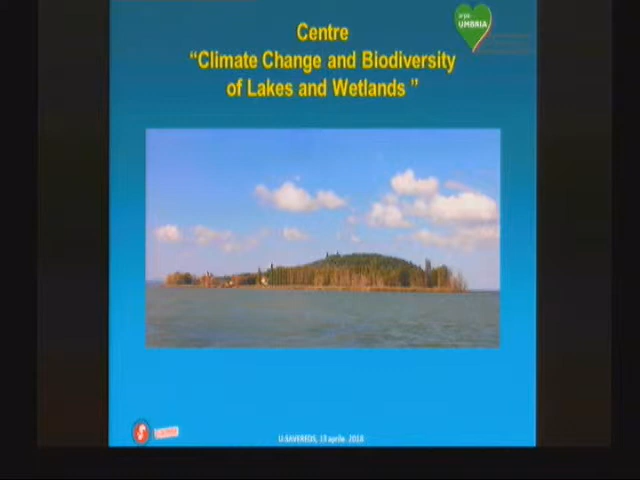 Centre
“Climate Change and Biodiversity
of Lakes and Wetlands ”
UMBRIA